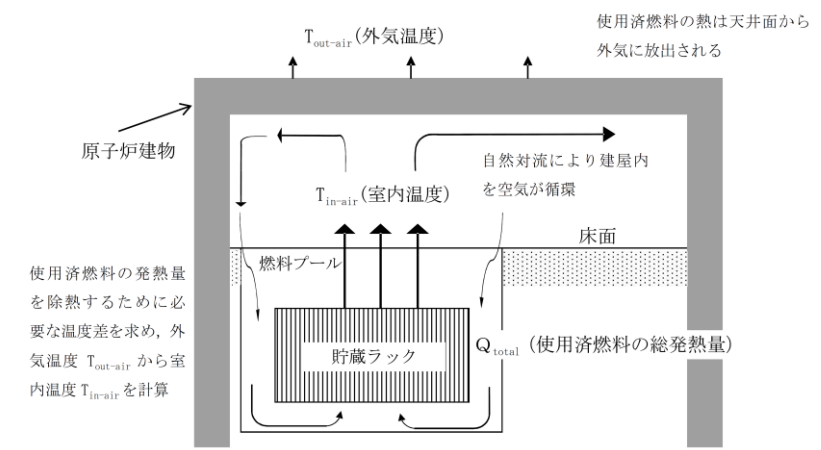 使用済燃料の熱は天井面から
外気に放出される
Tout-air(外気温度)
原子炉建物
自然対流により建屋内
を空気が循環
Tin-air(室内温度)
床面
燃料プール
使用済燃料の発熱量
を除熱するために必
要な温度差を求め，外
気温度 Tout-air から室
内温度 Tin-air を計算
貯蔵ラック
Qtotal (使用済燃料の総発熱量)